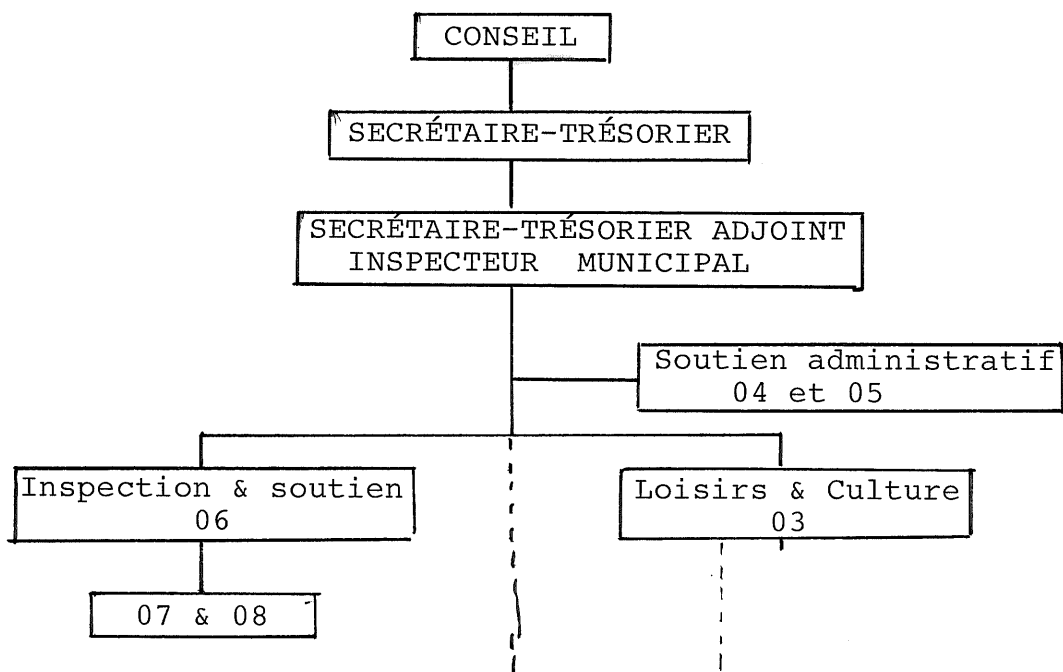 CONSEIL
SECRÉTAIRE-TRÉSORIER
SECRÉTAIRE-TRÉSORIER ADJOINT
INSPECTEUR MUNICIPAL
Soutien administratif
04 et 05
Inspection & soutien
06
Loisirs & Culture
03
07 & 08